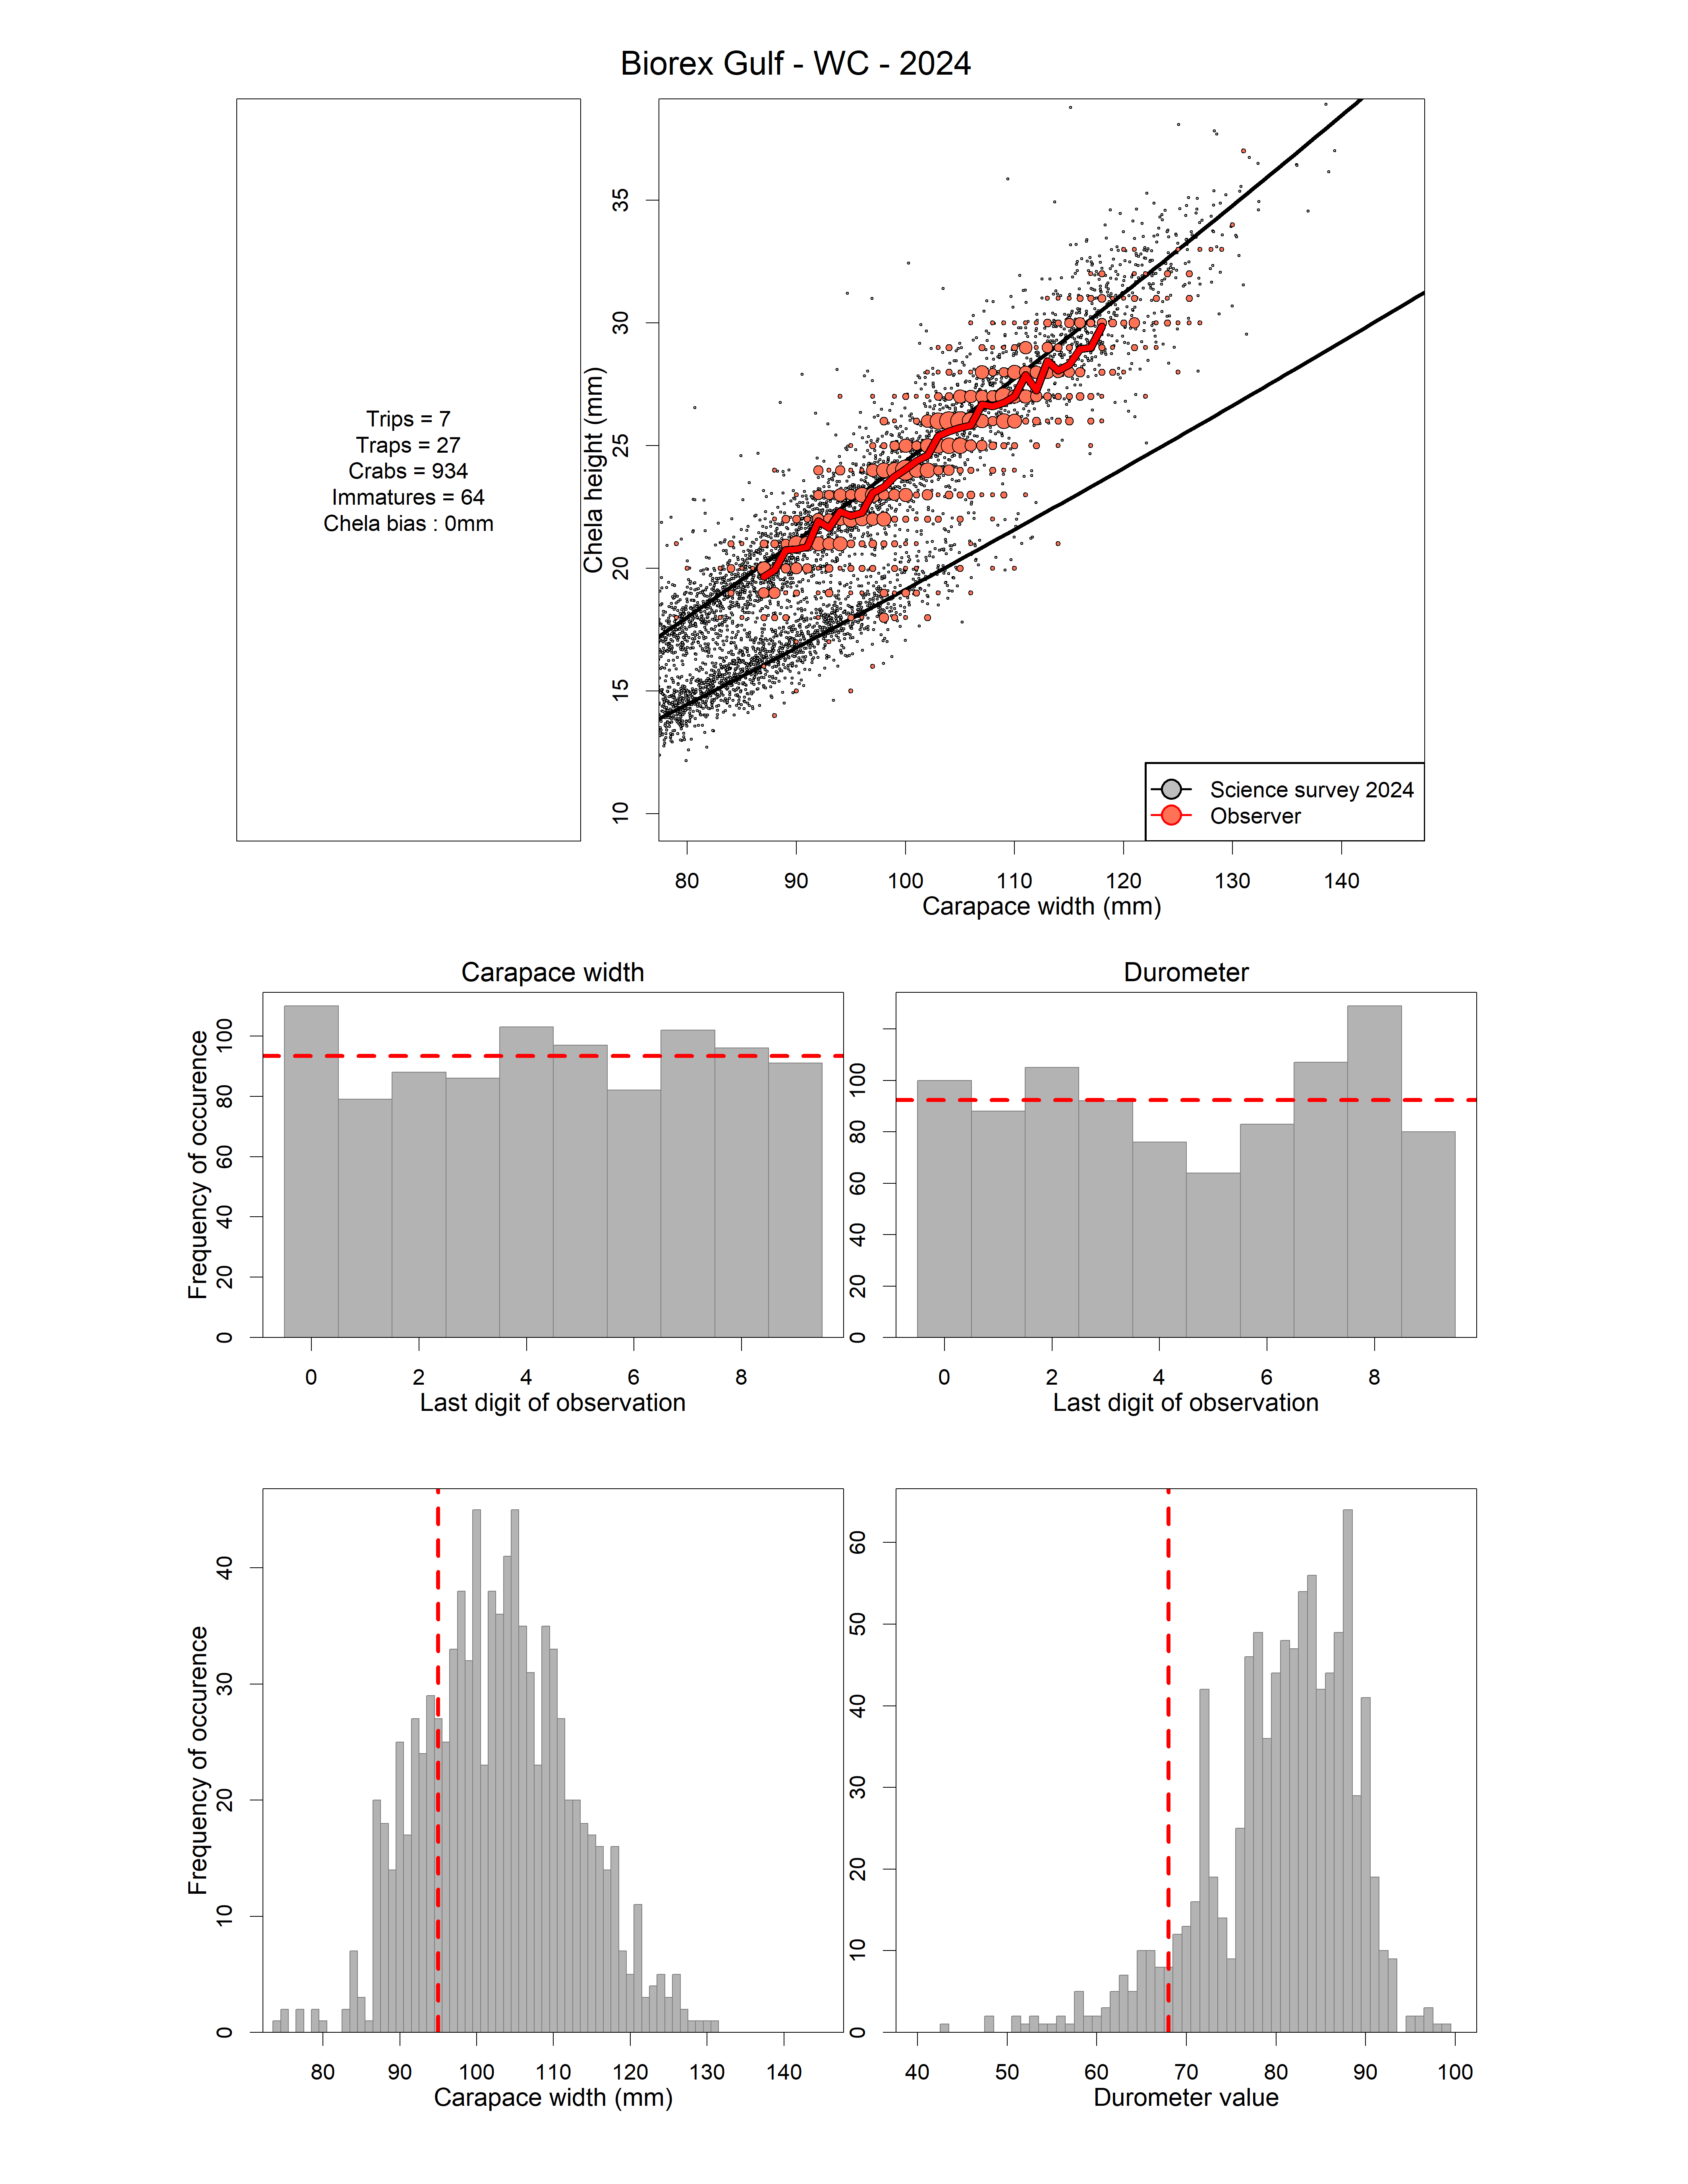 Biorex Gulf - WC - 2024
Trips = 7
Traps = 27
Crabs = 934
Immatures = 64
Chela bias : 0mm
Chela height (mm)
35
30
25
20
15
10
Science survey 2024
Observer
80 90 100 110 120 130 140
Carapace width (mm)
Carapace width
Frequency of occurence
100
80
60
40
20
0
0 2 4 6 8
Last digit of observation
Durometer
100
80
60
40
20
0
0 2 4 6 8
Last digit of observation
Frequency of occurence
40
30
20
10
0
80 90 100 110 120 130 140
Carapace width (mm)
60
50
40
30
20
10
0
40 50 60 70 80 90 100
Durometer value